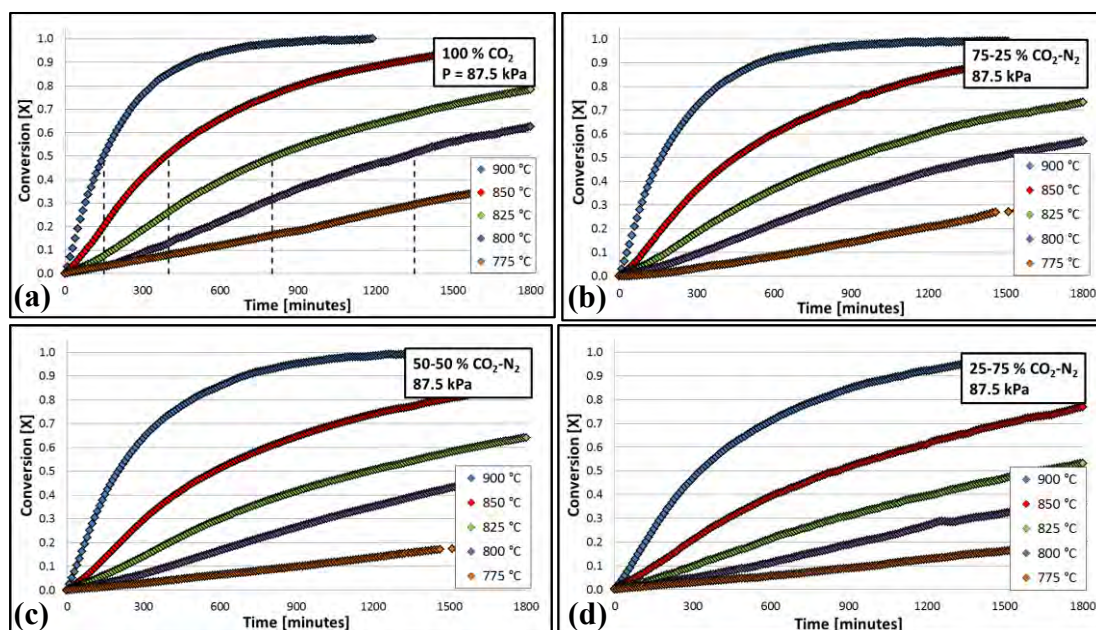 1.0
0.9
0.8
0.7
0.6
0.5
0.4
0.3
0.2
0.1
0.0
Conversion [X]
100 % CO₂
P = 87.5 kPa
900 °C
850 °C
825 °C
800 °C
775 °C
0 300 600 900 1200 1500 1800
Time [minutes]
(a)
1.0
0.9
0.8
0.7
0.6
0.5
0.4
0.3
0.2
0.1
0.0
Conversion [X]
75-25 % CO₂-N₂
87.5 kPa
900 °C
850 °C
825 °C
800 °C
775 °C
0 300 600 900 1200 1500 1800
Time [minutes]
(b)
1.0
0.9
0.8
0.7
0.6
0.5
0.4
0.3
0.2
0.1
0.0
Conversion [X]
50-50 % CO₂-N₂
87.5 kPa
900 °C
850 °C
825 °C
800 °C
775 °C
0 300 600 900 1200 1500 1800
Time [minutes]
(c)
1.0
0.9
0.8
0.7
0.6
0.5
0.4
0.3
0.2
0.1
0.0
Conversion [X]
25-75 % CO₂-N₂
87.5 kPa
900 °C
850 °C
825 °C
800 °C
775 °C
0 300 600 900 1200 1500 1800
Time [minutes]
(d)